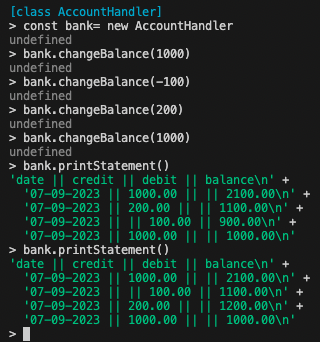 [class AccountHandler]
> const bank= new AccountHandler
undefined
> bank.changeBalance(1000)
undefined
> bank.changeBalance(-100)
undefined
> bank.changeBalance(200)
undefined
> bank.changeBalance(1000)
undefined
> bank.printStatement()
'date || credit || debit || balance\n' +
  '07-09-2023 || 1000.00 || || 2100.00\n' +
  '07-09-2023 || 200.00 || || 1100.00\n' +
  '07-09-2023 || || 100.00 || 900.00\n' +
  '07-09-2023 || 1000.00 || || 1000.00\n'
> bank.printStatement()
'date || credit || debit || balance\n' +
  '07-09-2023 || 1000.00 || || 2100.00\n' +
  '07-09-2023 || || 100.00 || 1100.00\n' +
  '07-09-2023 || 200.00 || || 1200.00\n' +
  '07-09-2023 || 1000.00 || || 1000.00\n'
>